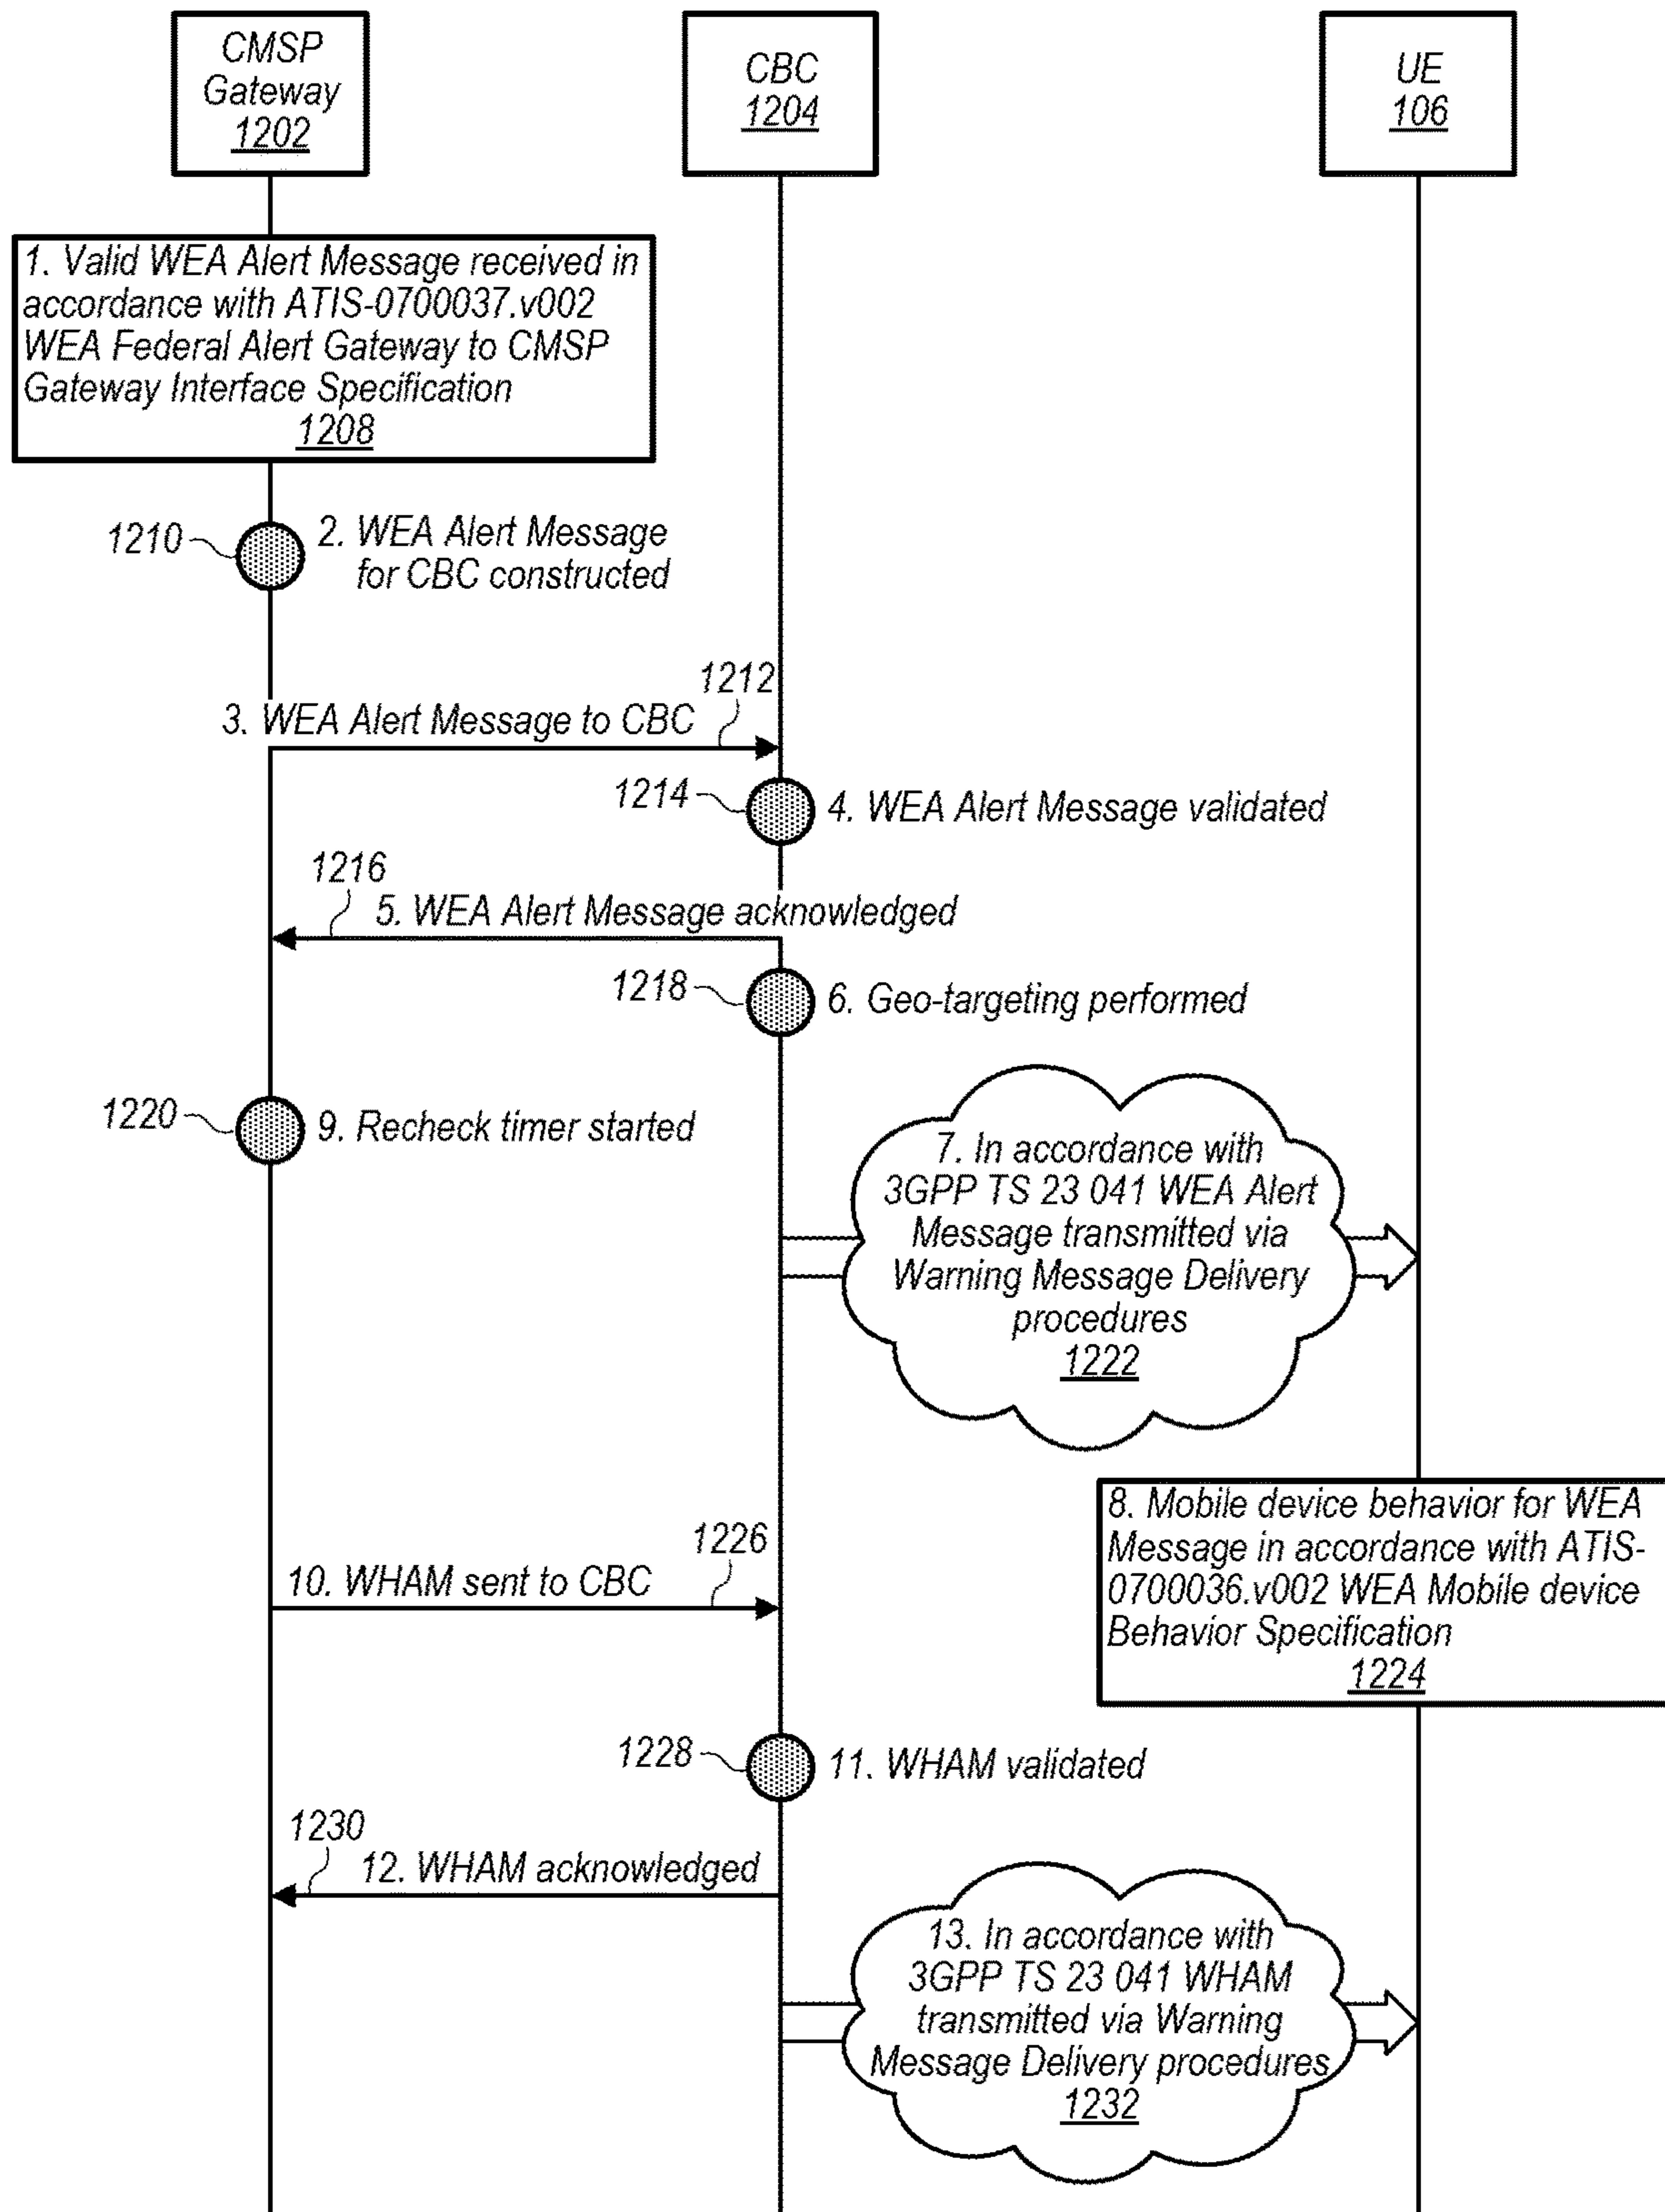 CMSP
Gateway
1202
CBC
1204
UE
106
1. Valid WEA Alert Message received in
accordance with ATIS-0700037.v002
WEA Federal Alert Gateway to CMSP
Gateway Interface Specification
1208
1210
2. WEA Alert Message
for CBC constructed
1212
3. WEA Alert Message to CBC
1214
4. WEA Alert Message validated
1216
5. WEA Alert Message acknowledged
1218
6. Geo-targeting performed
1220
9. Recheck timer started
7. In accordance with
3GPP TS 23 041 WEA Alert
Message transmitted via
Warning Message Delivery
procedures
1222
8. Mobile device behavior for WEA
Message in accordance with ATIS-
0700036.v002 WEA Mobile device
Behavior Specification
1224
1226
10. WHAM sent to CBC
1228
11. WHAM validated
1230
12. WHAM acknowledged
13. In accordance with
3GPP TS 23 041 WHAM
transmitted via Warning
Message Delivery procedures
1232